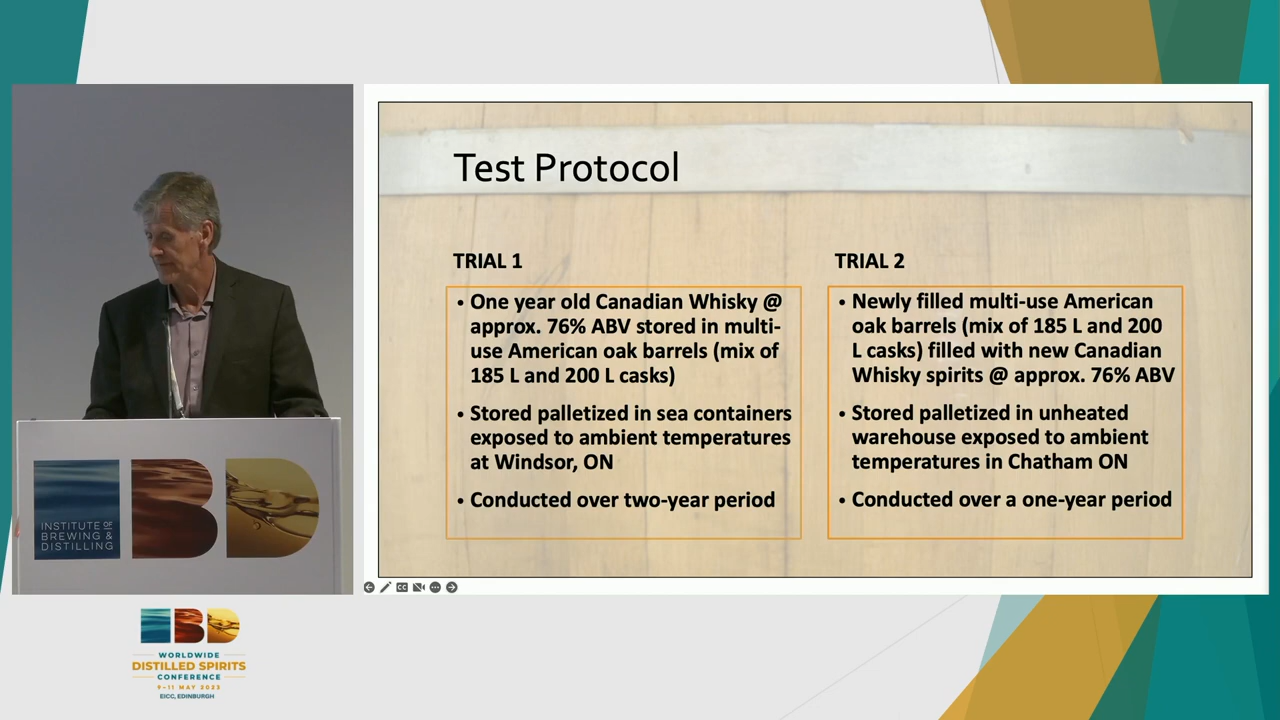 Test Protocol
TRIAL 1
• One year old Canadian Whisky @
approx. 76% ABV stored in multi-
use American oak barrels (mix of
185 L and 200 L casks)
• Stored palletized in sea containers
exposed to ambient temperatures
at Windsor, ON
• Conducted over two-year period
TRIAL 2
• Newly filled multi-use American
oak barrels (mix of 185 L and 200
L casks) filled with new Canadian
Whisky spirits @ approx. 76% ABV
• Stored palletized in unheated
warehouse exposed to ambient
temperatures in Chatham ON
• Conducted over a one-year period
IBD
INSTITUTE OF
BREWING &
DISTILLING
CC
IBD
WORLDWIDE
DISTILLED SPIRITS
CONFERENCE
9-11 MAY 2023
EICC, EDINBURGH